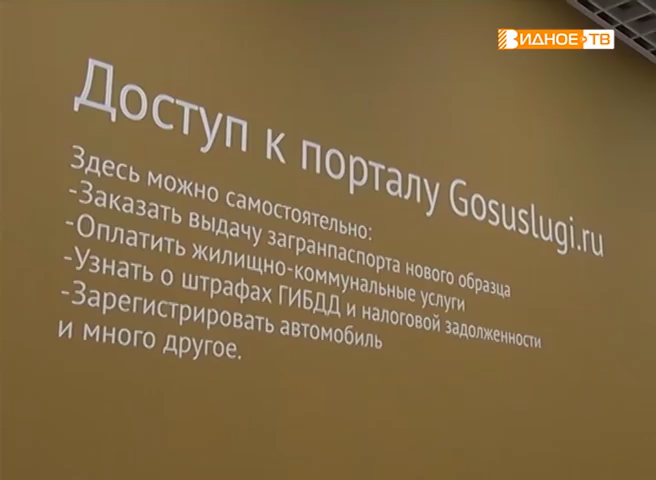 ВИДНОЕ ТВ
Доступ к порталу Gosuslugi.ru
Здесь можно самостоятельно:
-Заказать выдачу загранпаспорта нового образца
-Оплатить жилищно-коммунальные услуги
-Узнать о штрафах ГИБДД и налоговой задолженности
-Зарегистрировать автомобиль
и много другое.